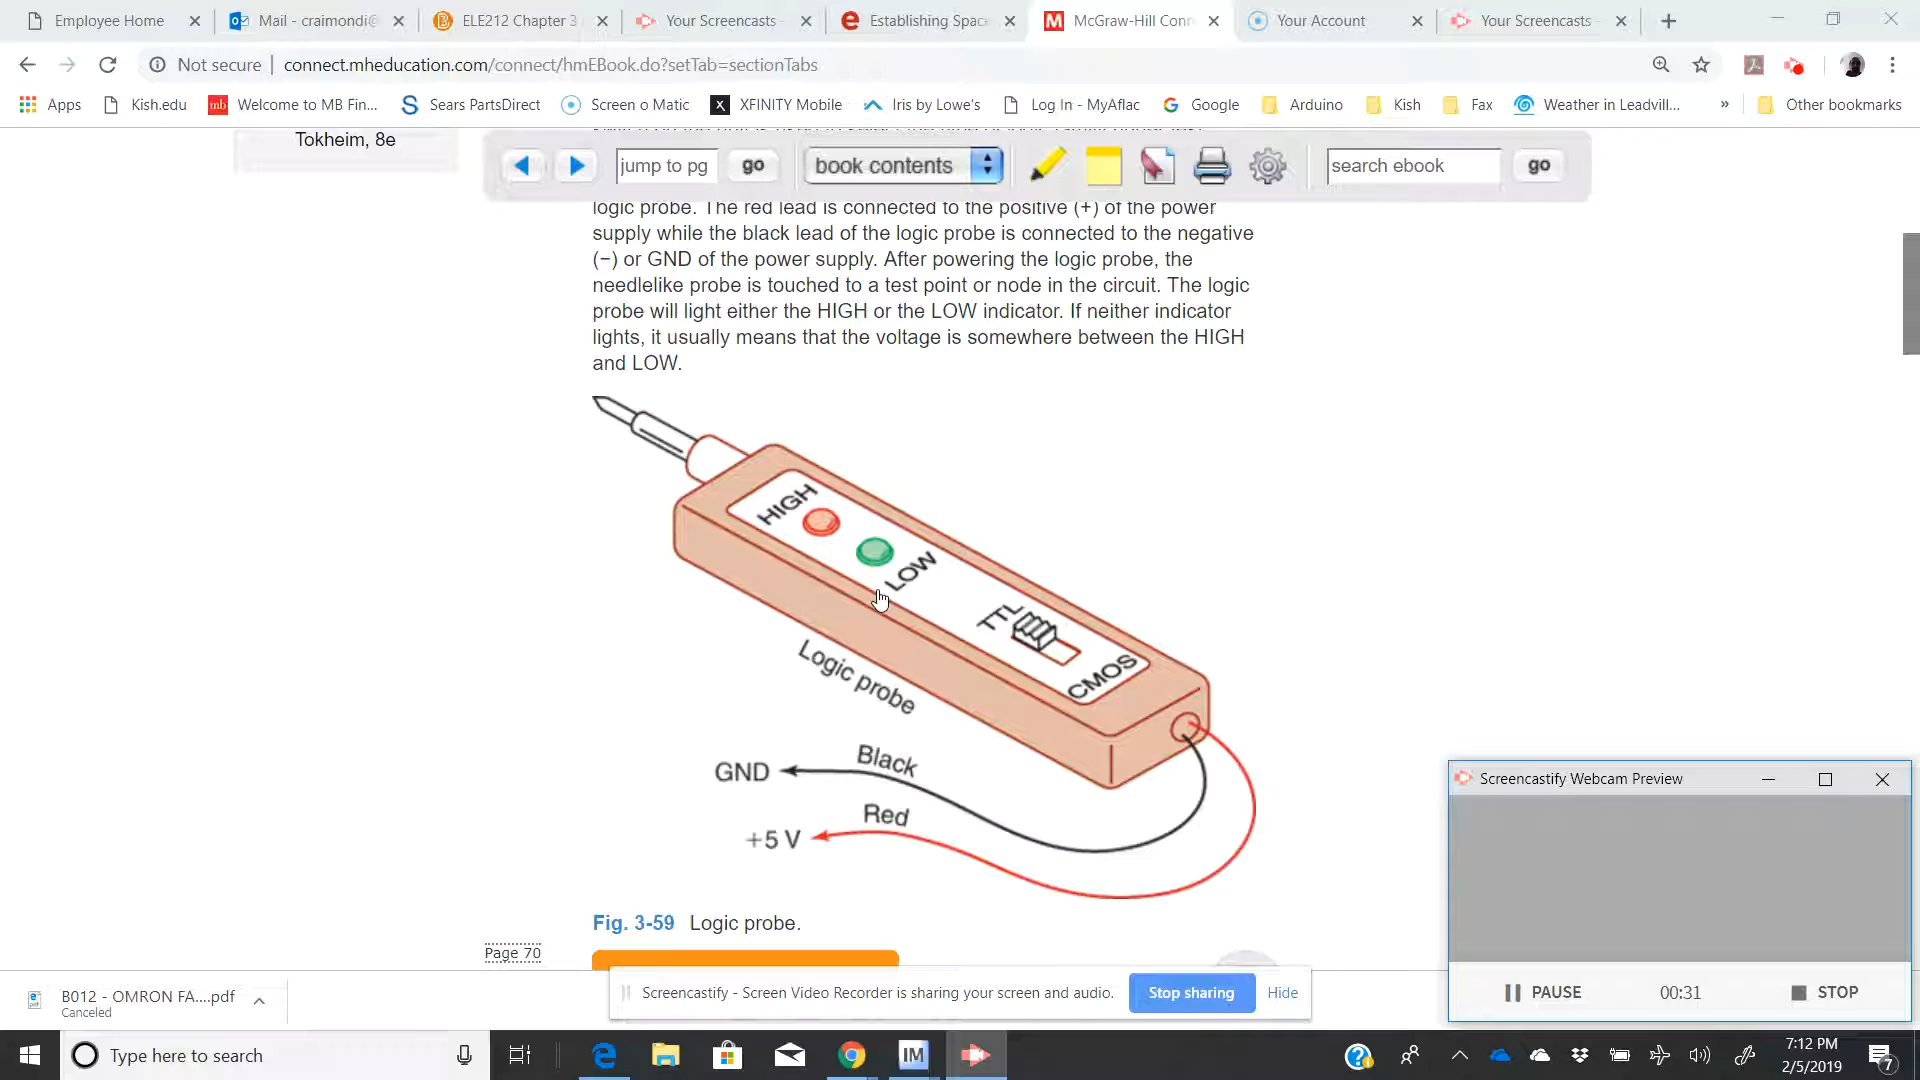 Employee Home
Mail - craimondi@
ELE212 Chapter 3
Your Screencasts -
Establishing Spac
McGraw-Hill Conn
Your Account
Your Screencasts -
Not secure | connect.mheducation.com/connect/hmEBook.do?setTab=sectionTabs
Apps
Kish.edu
mb Welcome to MB Fin...
Sears PartsDirect
Screen o Matic
X XFINITY Mobile
Iris by Lowe's
Log In - MyAflac
Google
Arduino
Kish
Fax
Weather in Leadvill...
»
Other bookmarks
Tokheim, 8e
jump to pg
go
book contents
search ebook
go
logic probe. The red lead is connected to the positive (+) of the power
supply while the black lead of the logic probe is connected to the negative
(−) or GND of the power supply. After powering the logic probe, the
needlelike probe is touched to a test point or node in the circuit. The logic
probe will light either the HIGH or the LOW indicator. If neither indicator
lights, it usually means that the voltage is somewhere between the HIGH
and LOW.
HIGH
LOW
TTL
CMOS
Logic probe
Black
GND
Red
+5 V
Fig. 3-59 Logic probe.
Page 70
Screencastify Webcam Preview
PAUSE
00:31
STOP
B012 - OMRON FA....pdf
Canceled
Screencastify - Screen Video Recorder is sharing your screen and audio.
Stop sharing
Hide
Type here to search
IM
7:12 PM
2/5/2019
7